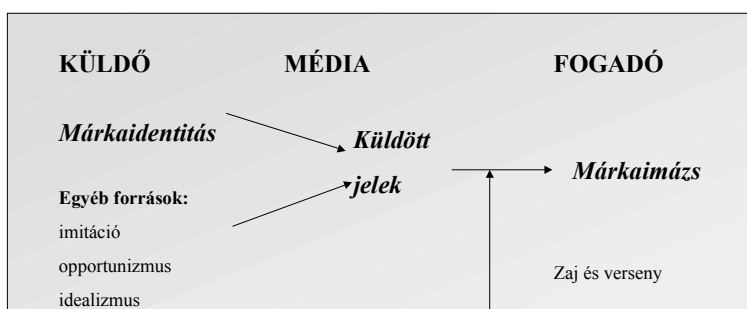 KÜLDŐ MÉDIA FOGADÓ
Márkaidentitás
Küldött
jelek
Márkaimázs
Egyéb források:
imitáció
opportunizmus
idealizmus
Zaj és verseny